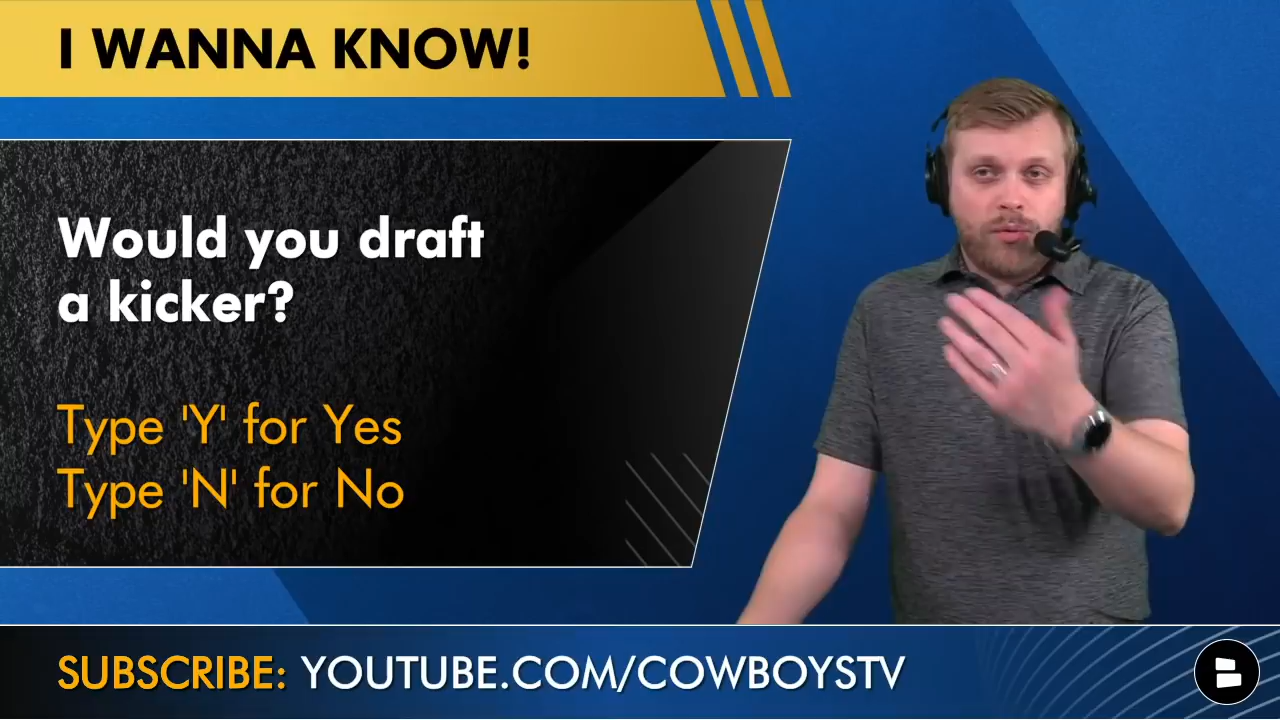 I WANNA KNOW!
Would you draft
a kicker?
Type 'Y' for Yes
Type 'N' for No
SUBSCRIBE: YOUTUBE.COM/COWBOYSTV